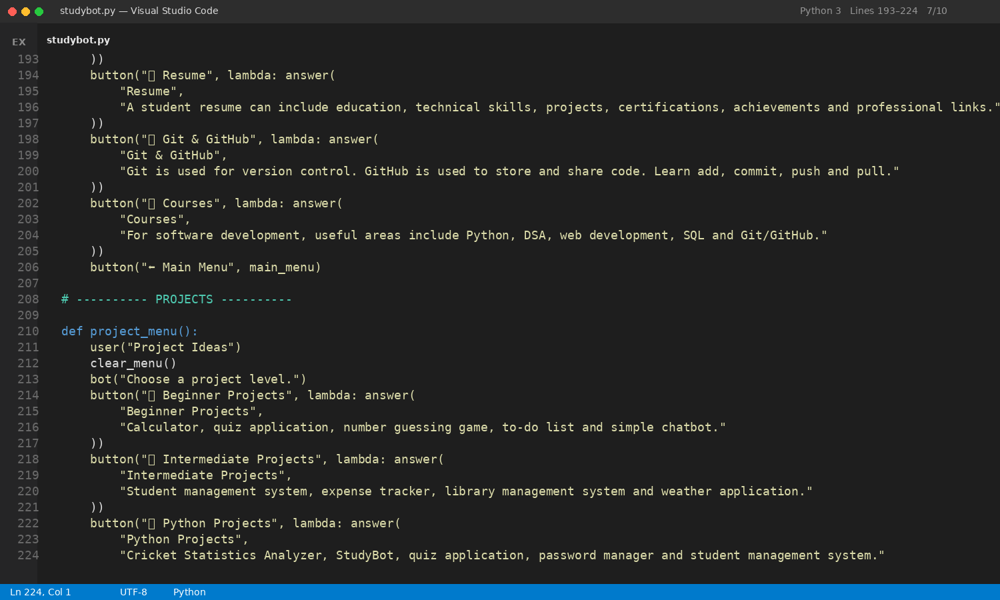 studybot.py — Visual Studio Code
Python 3 Lines 193–224 7/10
EX
studybot.py
193         ))
194         button("▯ Resume", lambda: answer(
195             "Resume",
196             "A student resume can include education, technical skills, projects, certifications, achievements and professional links."
197         ))
198         button("▯ Git & GitHub", lambda: answer(
199             "Git & GitHub",
200             "Git is used for version control. GitHub is used to store and share code. Learn add, commit, push and pull."
201         ))
202         button("▯ Courses", lambda: answer(
203             "Courses",
204             "For software development, useful areas include Python, DSA, web development, SQL and Git/GitHub."
205         ))
206         button("⬅ Main Menu", main_menu)
207
208     # ---------- PROJECTS ----------
209
210     def project_menu():
211         user("Project Ideas")
212         clear_menu()
213         bot("Choose a project level.")
214         button("▯ Beginner Projects", lambda: answer(
215             "Beginner Projects",
216             "Calculator, quiz application, number guessing game, to-do list and simple chatbot."
217         ))
218         button("▯ Intermediate Projects", lambda: answer(
219             "Intermediate Projects",
220             "Student management system, expense tracker, library management system and weather application."
221         ))
222         button("▯ Python Projects", lambda: answer(
223             "Python Projects",
224             "Cricket Statistics Analyzer, StudyBot, quiz application, password manager and student management system."
Ln 224, Col 1 UTF-8 Python